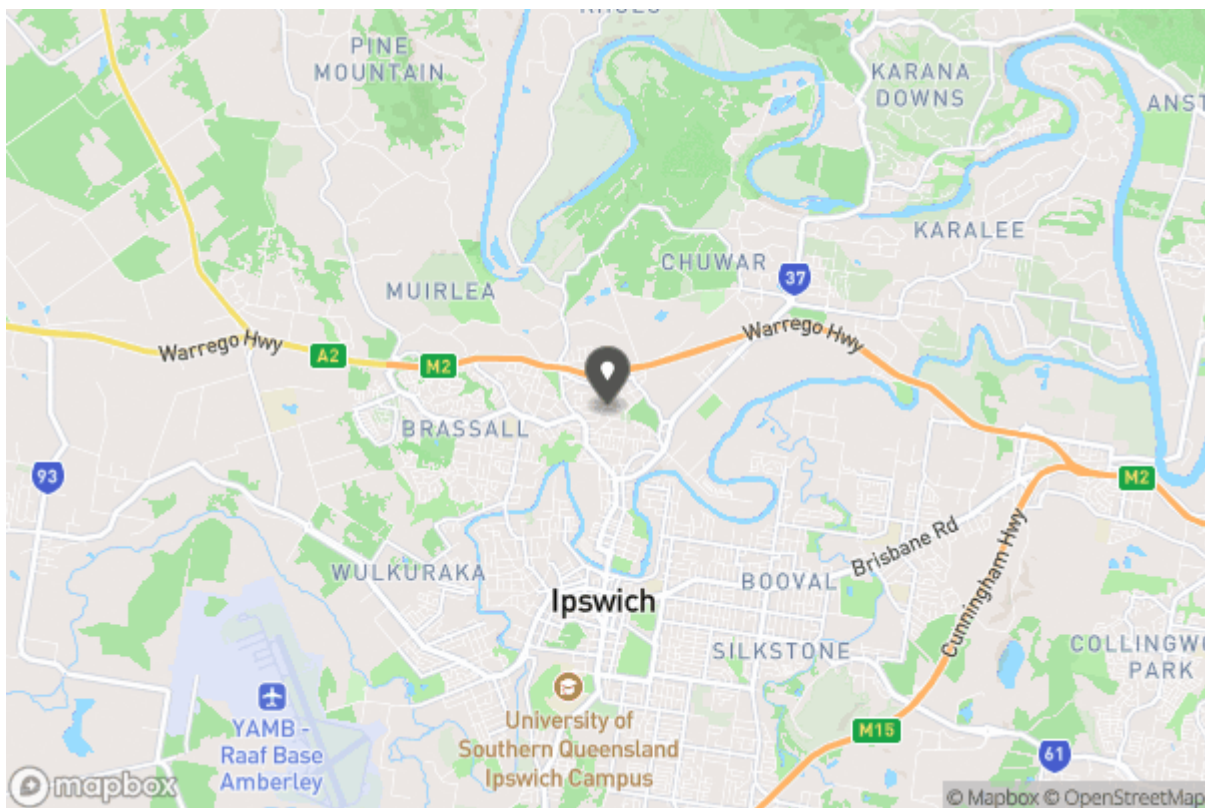 PINE
MOUNTAIN
KARANA
DOWNS
KARALEE
CHUWAR
37
MUIRLEA
Warrego Hwy
Warrego Hwy
A2
M2
BRASSALL
93
M2
Brisbane Rd
WULKURAKA
BOOVAL
Ipswich
Cunningham Hwy
SILKSTONE
PARK
University of
Southern Queensland
Ipswich Campus
YAMB -
Raaf Base
Amberley
M15
61
mapbox
© Mapbox © OpenStreetMap